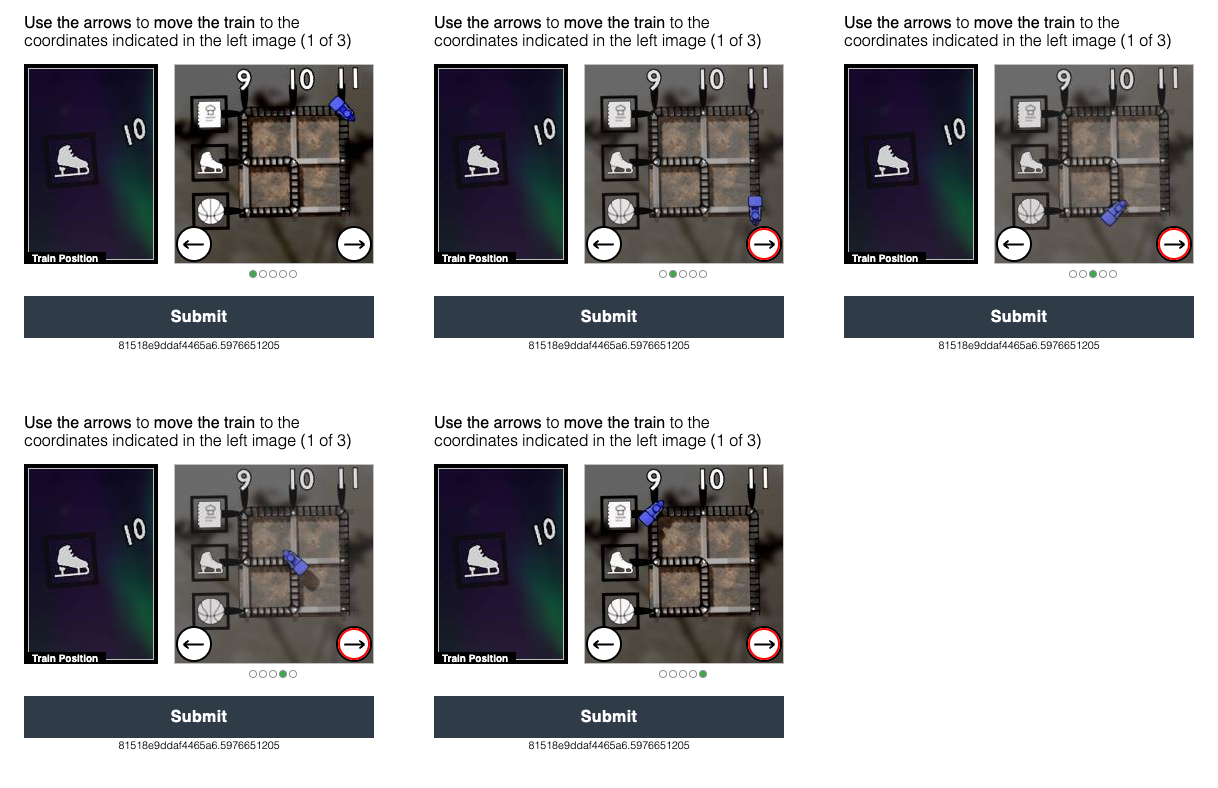 Use the arrows to move the train to the
coordinates indicated in the left image (1 of 3)
10
Train Position
9 10 11
Submit
81518e9ddaf4465a6.5976651205
Use the arrows to move the train to the
coordinates indicated in the left image (1 of 3)
10
Train Position
9 10 11
Submit
81518e9ddaf4465a6.5976651205
Use the arrows to move the train to the
coordinates indicated in the left image (1 of 3)
10
Train Position
9 10 11
Submit
81518e9ddaf4465a6.5976651205
Use the arrows to move the train to the
coordinates indicated in the left image (1 of 3)
10
Train Position
9 10 11
Submit
81518e9ddaf4465a6.5976651205
Use the arrows to move the train to the
coordinates indicated in the left image (1 of 3)
10
Train Position
9 10 11
Submit
81518e9ddaf4465a6.5976651205